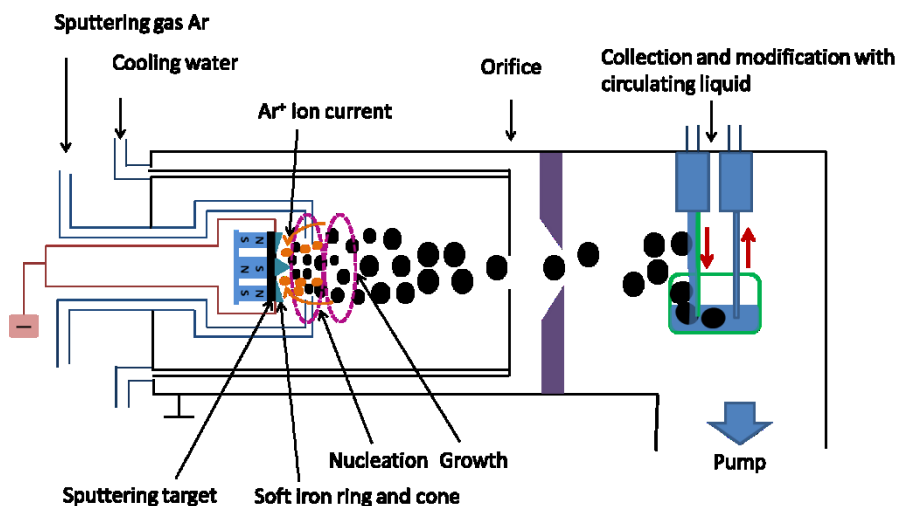 Sputtering gas Ar
Cooling water
Ar⁺ ion current
Orifice
Collection and modification with
circulating liquid
S N
N S
S N
I
Nucleation Growth
Sputtering target
Soft iron ring and cone
Pump